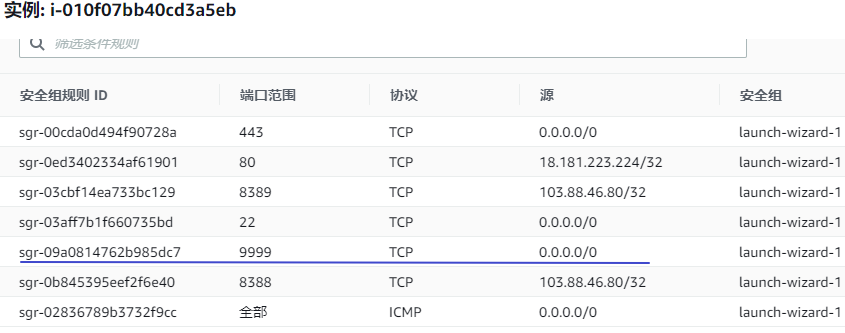 实例: i-010f07bb40cd3a5eb
筛选条件规则
安全组规则 ID 端口范围 协议 源 安全组
sgr-00cda0d494f90728a 443 TCP 0.0.0.0/0 launch-wizard-1
sgr-0ed3402334af61901 80 TCP 18.181.223.224/32 launch-wizard-1
sgr-03cbf14ea733bc129 8389 TCP 103.88.46.80/32 launch-wizard-1
sgr-03aff7b1f660735bd 22 TCP 0.0.0.0/0 launch-wizard-1
sgr-09a0814762b985dc7 9999 TCP 0.0.0.0/0 launch-wizard-1
sgr-0b845395eef2f6e40 8388 TCP 103.88.46.80/32 launch-wizard-1
sgr-02836789b3732f9cc 全部 ICMP 0.0.0.0/0 launch-wizard-1